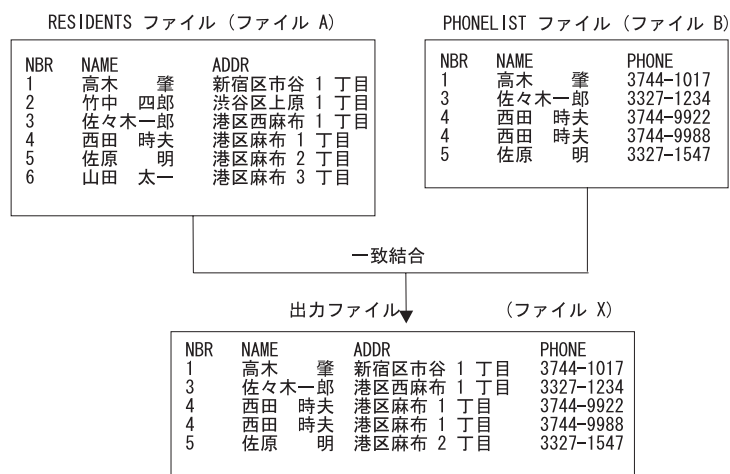 RESIDENTS ファイル (ファイル A)
NBR NAME ADDR
1 高木 肇 新宿区市谷 1 丁目
2 竹中 四郎 渋谷区上原 1 丁目
3 佐々木一郎 港区西麻布 1 丁目
4 西田 時夫 港区麻布 1 丁目
5 佐原 明 港区麻布 2 丁目
6 山田 太一 港区麻布 3 丁目
PHONELIST ファイル (ファイル B)
NBR NAME PHONE
1 高木 肇 3744-1017
3 佐々木一郎 3327-1234
4 西田 時夫 3744-9922
4 西田 時夫 3744-9988
5 佐原 明 3327-1547
一致結合
出力ファイル (ファイル X)
NBR NAME ADDR PHONE
1 高木 肇 新宿区市谷 1 丁目 3744-1017
3 佐々木一郎 港区西麻布 1 丁目 3327-1234
4 西田 時夫 港区麻布 1 丁目 3744-9922
4 西田 時夫 港区麻布 1 丁目 3744-9988
5 佐原 明 港区麻布 2 丁目 3327-1547